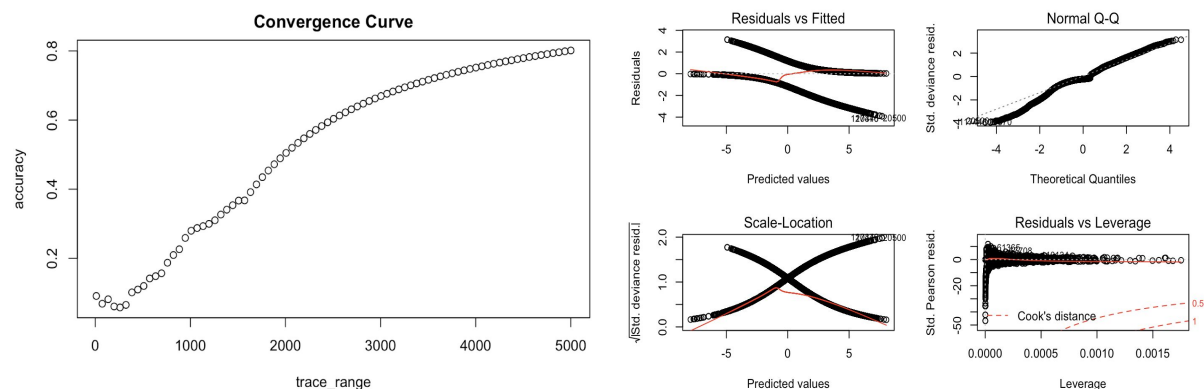 Convergence Curve
accuracy
0.8
0.6
0.4
0.2
0 1000 2000 3000 4000 5000
trace_range
Residuals vs Fitted
Residuals
4
2
0
-2
4
-5 0 5
Predicted values
Normal Q-Q
Std. deviance resid.
2
0
-2
-4
-4 -2 0 2 4
Theoretical Quantiles
Scale-Location
√|Std. deviance resid.|
2.0
1.0
0.0
-5 0 5
Predicted values
Residuals vs Leverage
Std. Pearson resid.
0
-20
-50
Cook's distance
0.5
1
0.0000 0.0005 0.0010 0.0015
Leverage